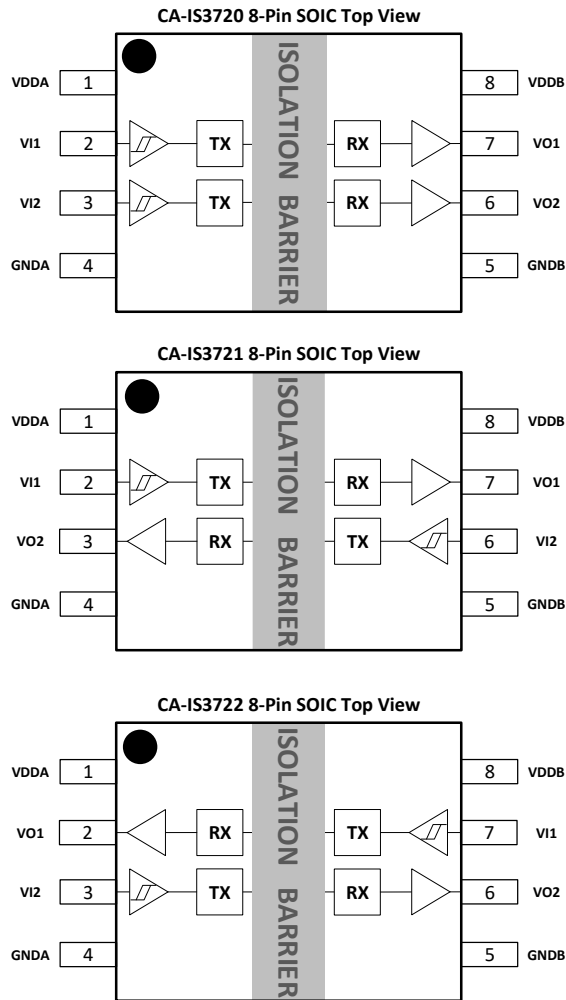 CA-IS3720 8-Pin SOIC Top View
VDDA 1 8 VDDB
VI1 2 TX RX 7 VO1
VI2 3 TX RX 6 VO2
GNDA 4 5 GNDB
ISOLATION BARRIER
CA-IS3721 8-Pin SOIC Top View
VDDA 1 8 VDDB
VI1 2 TX RX 7 VO1
VO2 3 RX TX 6 VI2
GNDA 4 5 GNDB
ISOLATION BARRIER
CA-IS3722 8-Pin SOIC Top View
VDDA 1 8 VDDB
VO1 2 RX TX 7 VI1
VI2 3 TX RX 6 VO2
GNDA 4 5 GNDB
ISOLATION BARRIER